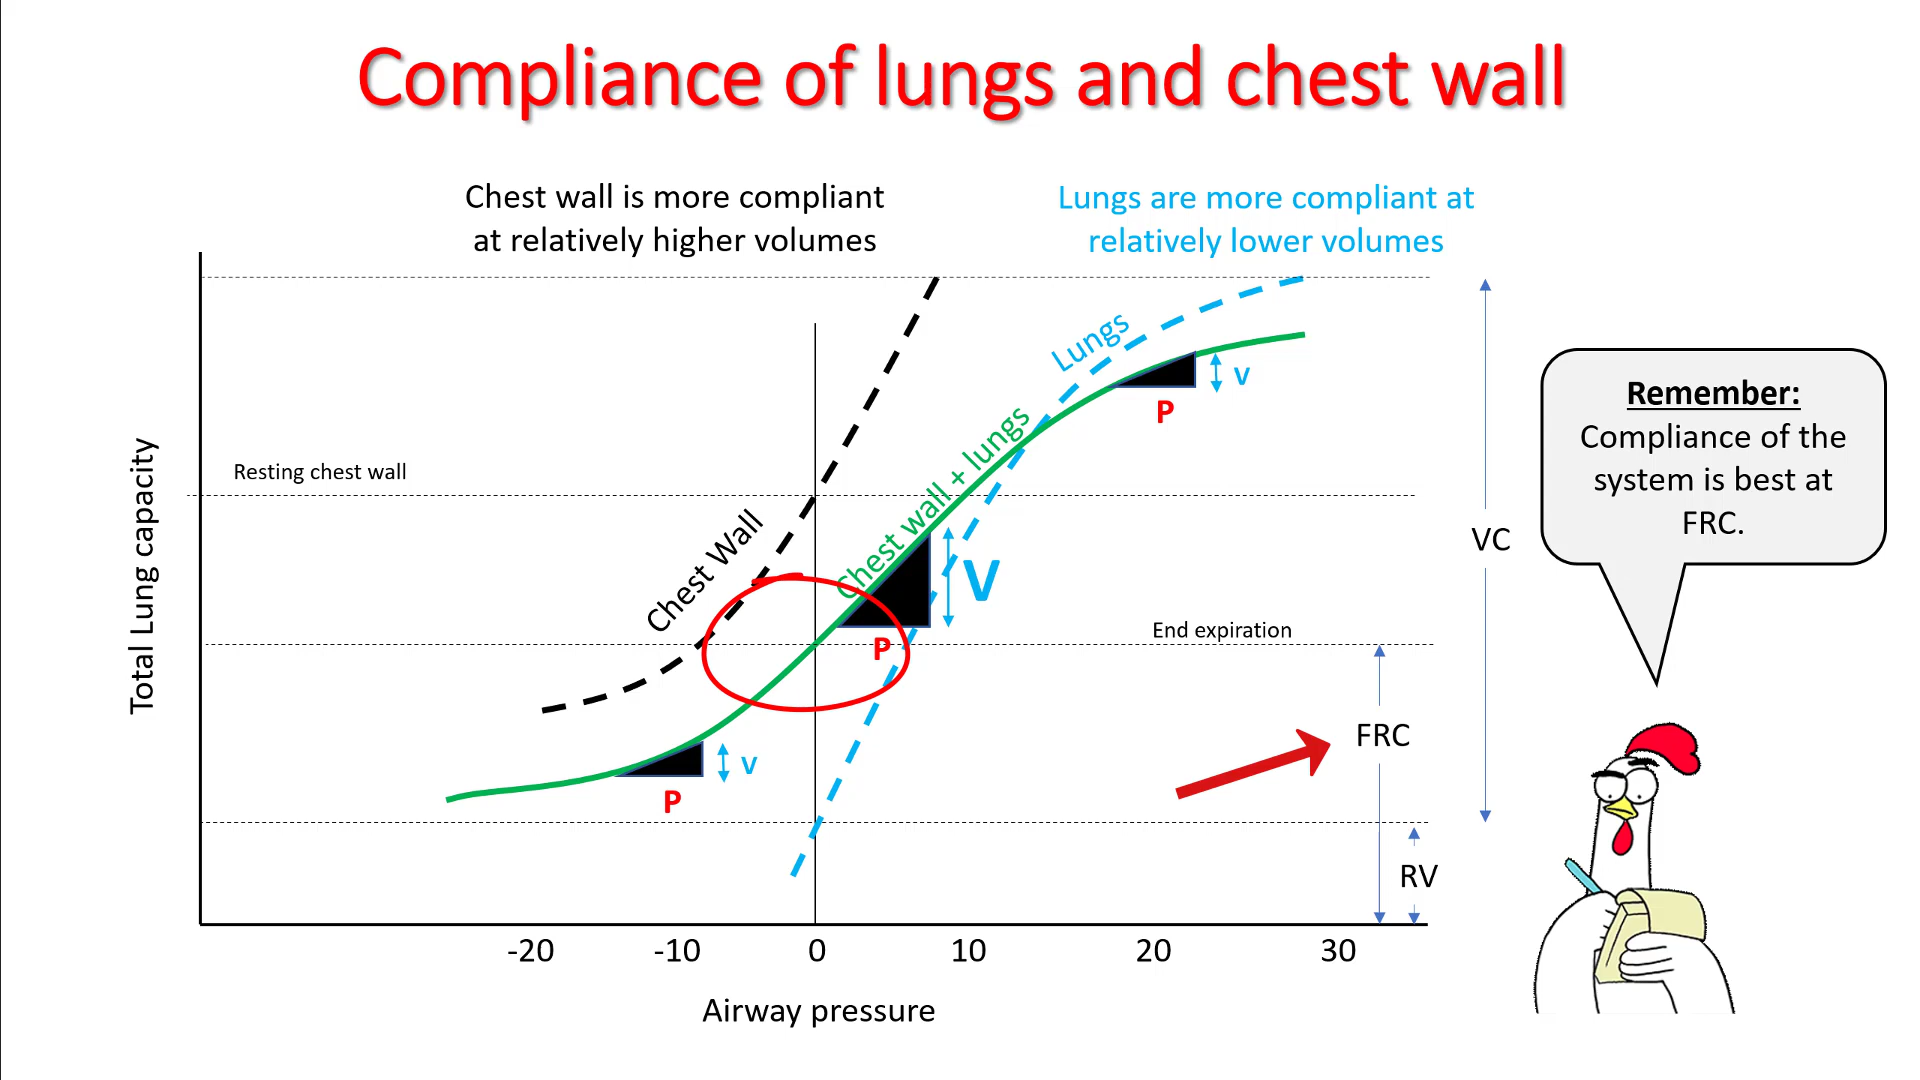 Compliance of lungs and chest wall
Chest wall is more compliant
at relatively higher volumes
Lungs are more compliant at
relatively lower volumes
Lungs
V
P
Remember:
Compliance of the
system is best at
FRC.
Chest wall + lungs
Resting chest wall
Chest Wall
VC
V
P
End expiration
Total Lung capacity
FRC
V
P
RV
-20 -10 0 10 20 30
Airway pressure